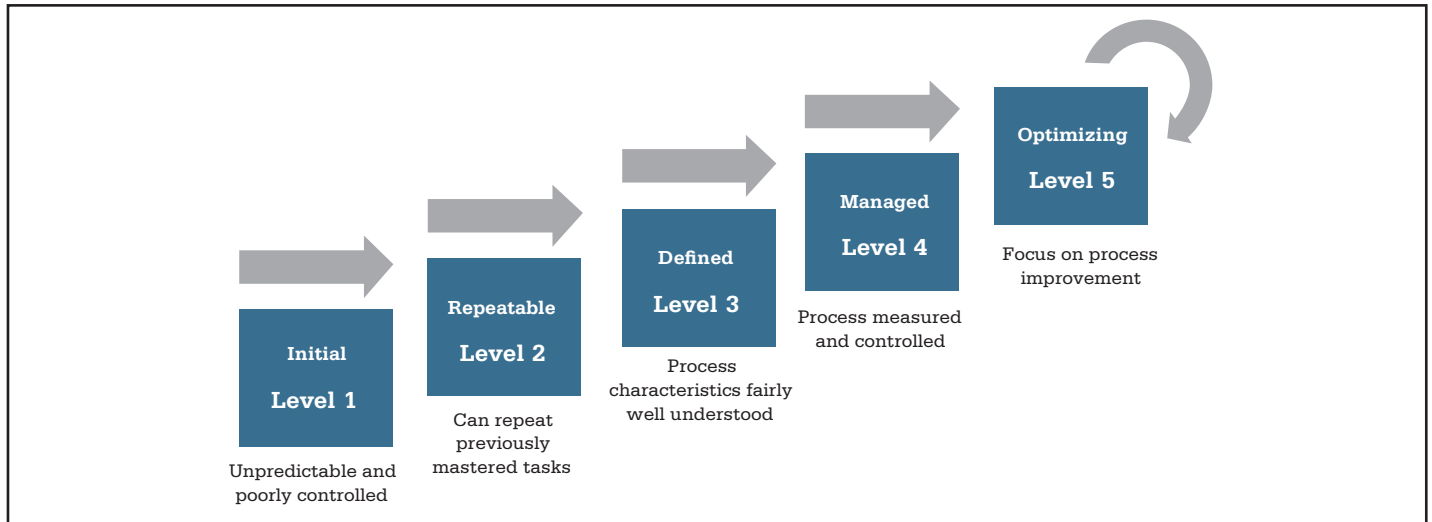 Initial
Level 1
Unpredictable and
poorly controlled
Repeatable
Level 2
Can repeat
previously
mastered tasks
Defined
Level 3
Process
characteristics fairly
well understood
Managed
Level 4
Process measured
and controlled
Optimizing
Level 5
Focus on process
improvement